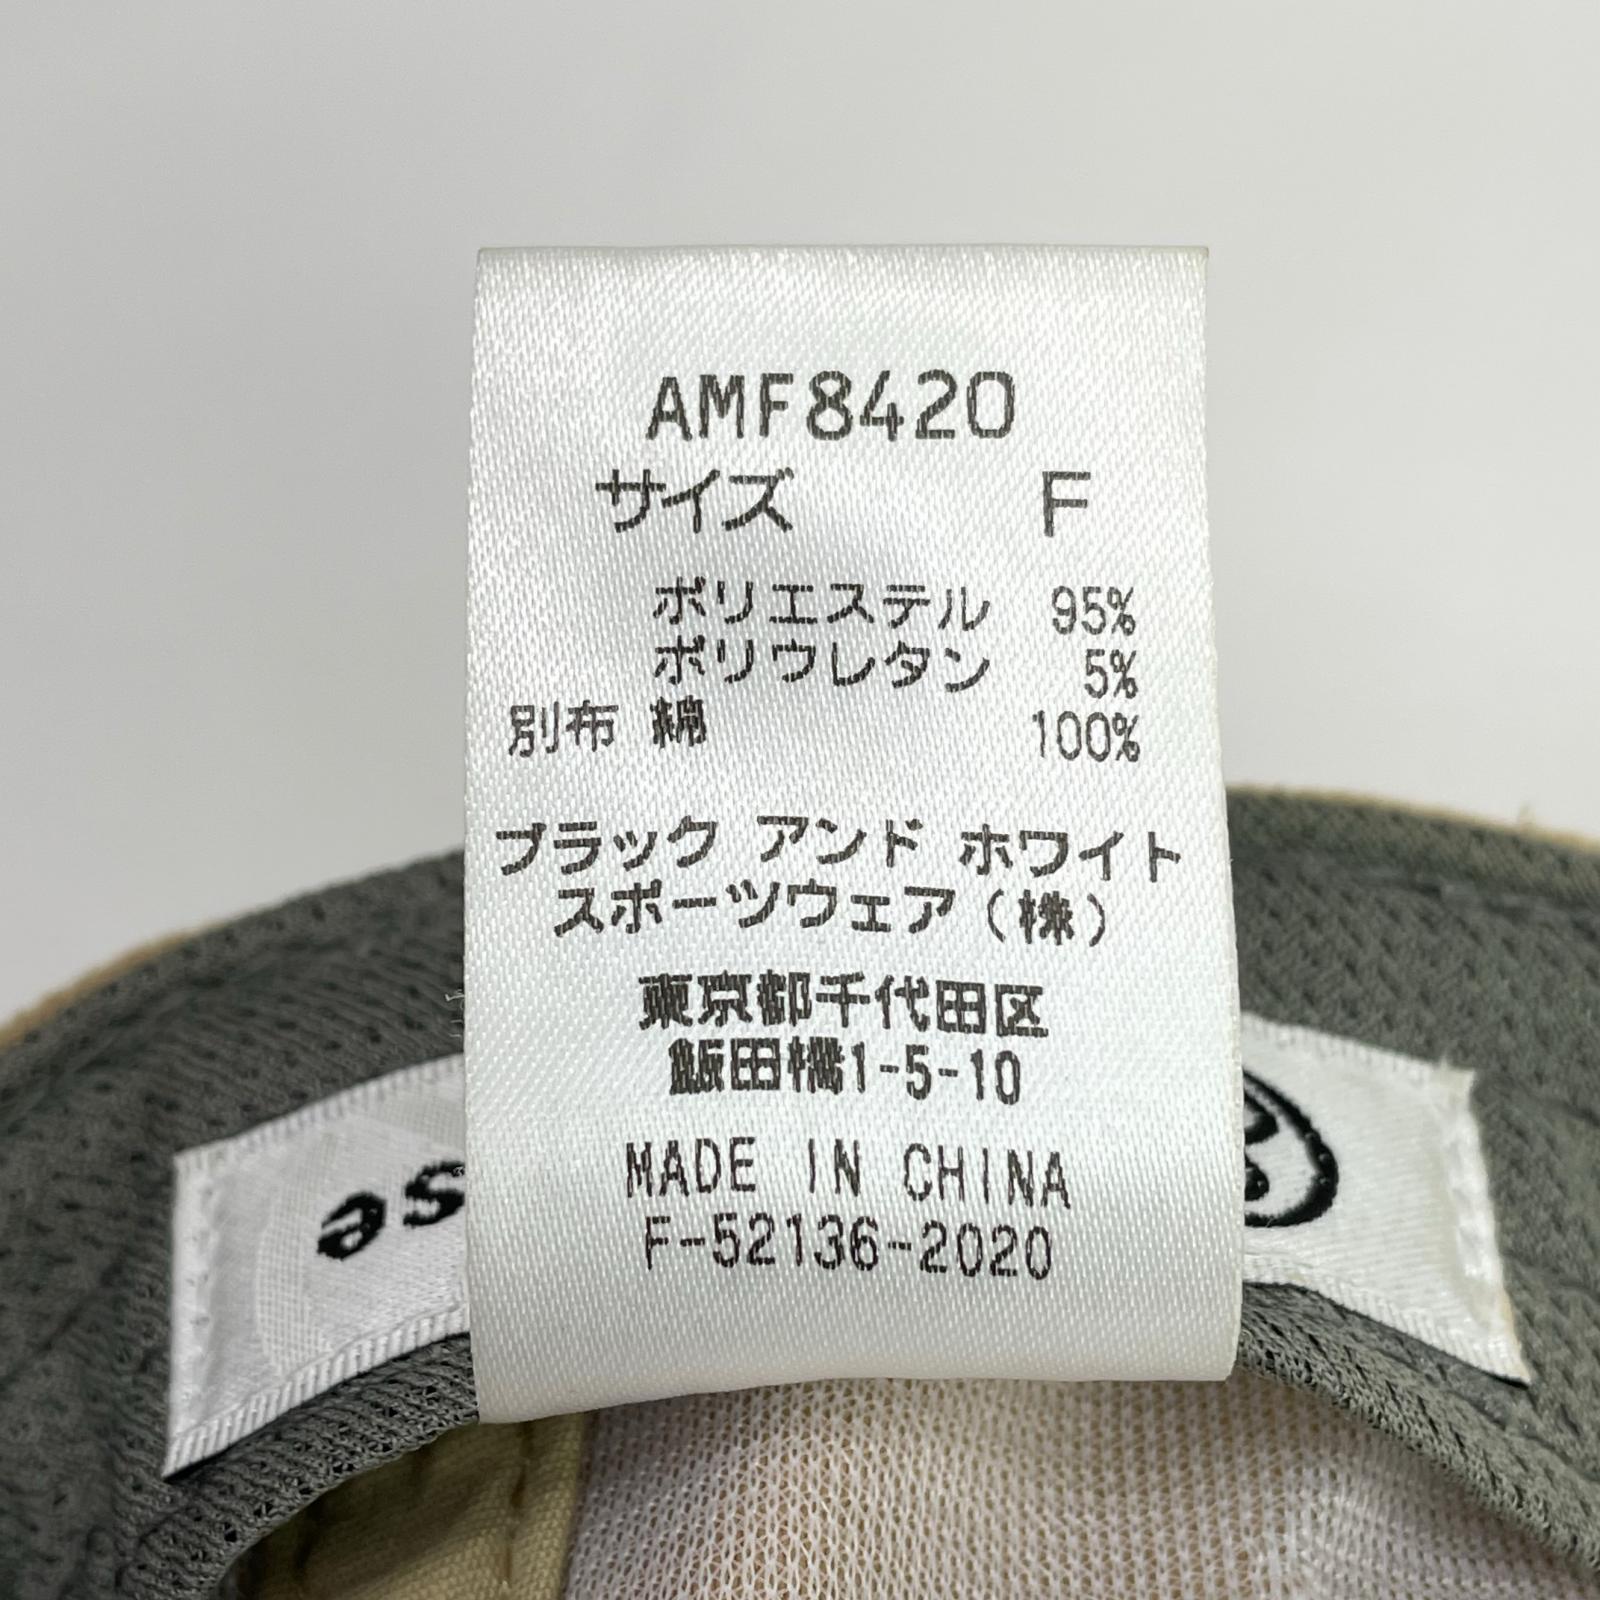 AMF8420
サイズ F
ポリエステル 95%
ポリウレタン 5%
別布 綿 100%
ブラック アンド ホワイト
スポーツウェア(株)
東京都千代田区
飯田橋1-5-10
MADE IN CHINA
F-52136-2020